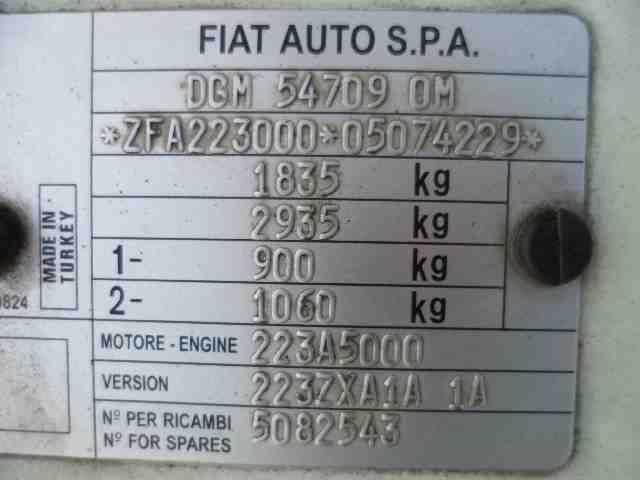 FIAT AUTO S.P.A.
DGM 54709 OM
*ZFA223000*05074229*
1835 kg
2935 kg
1- 900 kg
2- 1060 kg
MOTORE - ENGINE 223A5000
VERSION 223ZXA1A 1A
Nº PER RICAMBI
Nº FOR SPARES 5082543
MADE IN
TURKEY
0824